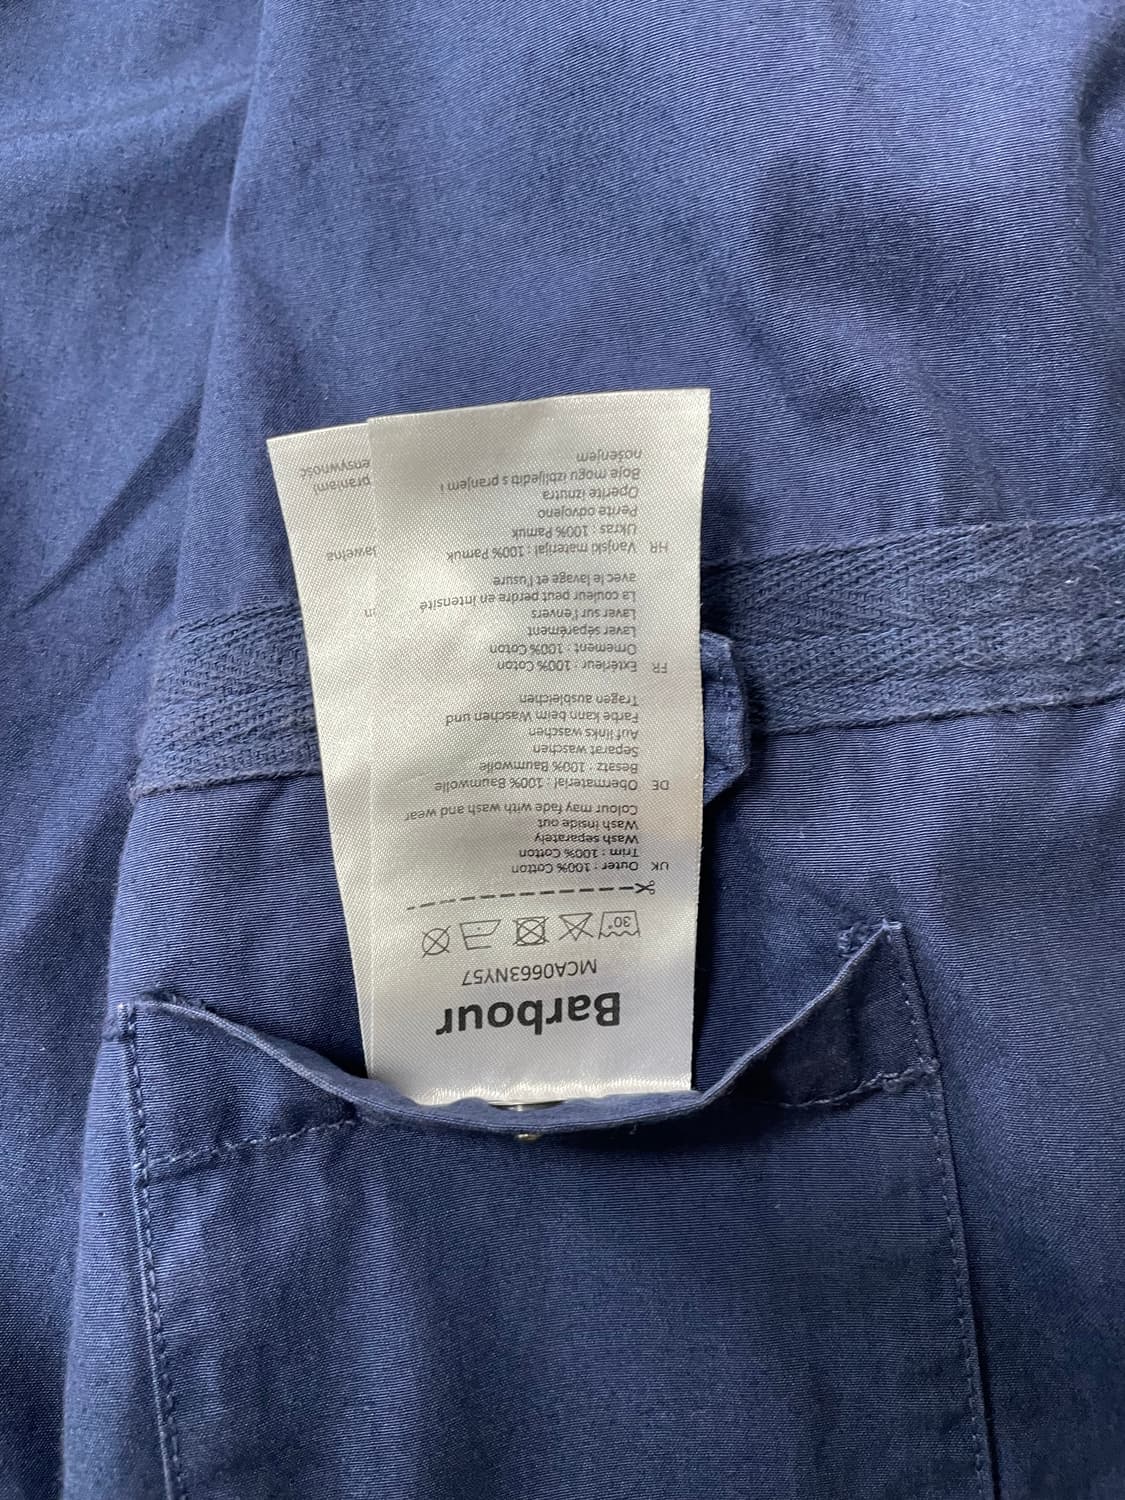 Barbour
MCA0663NY57
30°
UK Outer : 100% Cotton
Trim : 100% Cotton
Wash separately
Wash inside out
Colour may fade with wash and wear
DE Obermaterial : 100% Baumwolle
Besatz : 100% Baumwolle
Separat waschen
Auf links waschen
Farbe kann beim Waschen und
Tragen ausbleichen
FR Extérieur : 100% Coton
Ornement : 100% Coton
Laver séparément
Laver sur l'envers
La couleur peut perdre en intensité
avec le lavage et l'usure
HR Vanjski materijal : 100% Pamuk
Ukras : 100% Pamuk
Perite odvojeno
Operite iznutra
Boje mogu izblijedits s pranjem i
nošenjem
praniami
ensywność